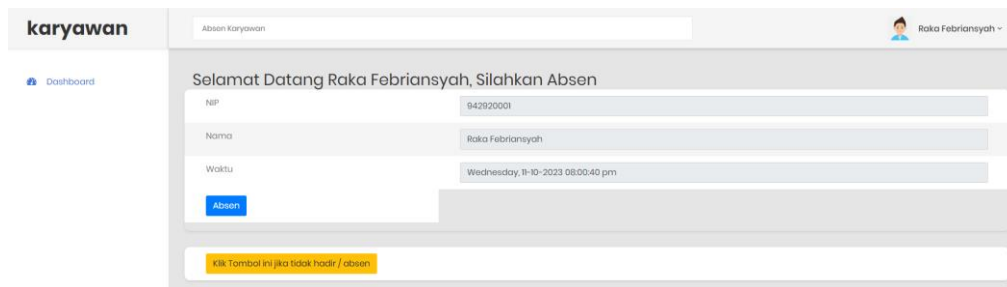 karyawan
Absen Karyawan
Raka Febriansyah
Dashboard
Selamat Datang Raka Febriansyah, Silahkan Absen
NIP
942920001
Nama
Raka Febriansyah
Waktu
Wednesday, 11-10-2023 08:00:40 pm
Absen
Klik Tombol ini jika tidak hadir / absen